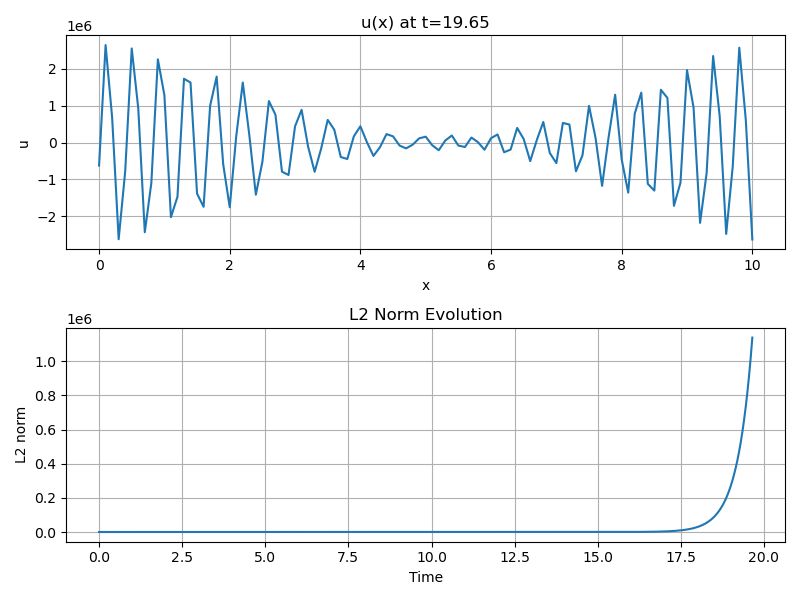 u(x) at t=19.65
1e6
2
1
0
−1
−2
u
0 2 4 6 8 10
x
L2 Norm Evolution
1e6
1.0
0.8
0.6
0.4
0.2
0.0
L2 norm
0.0 2.5 5.0 7.5 10.0 12.5 15.0 17.5 20.0
Time